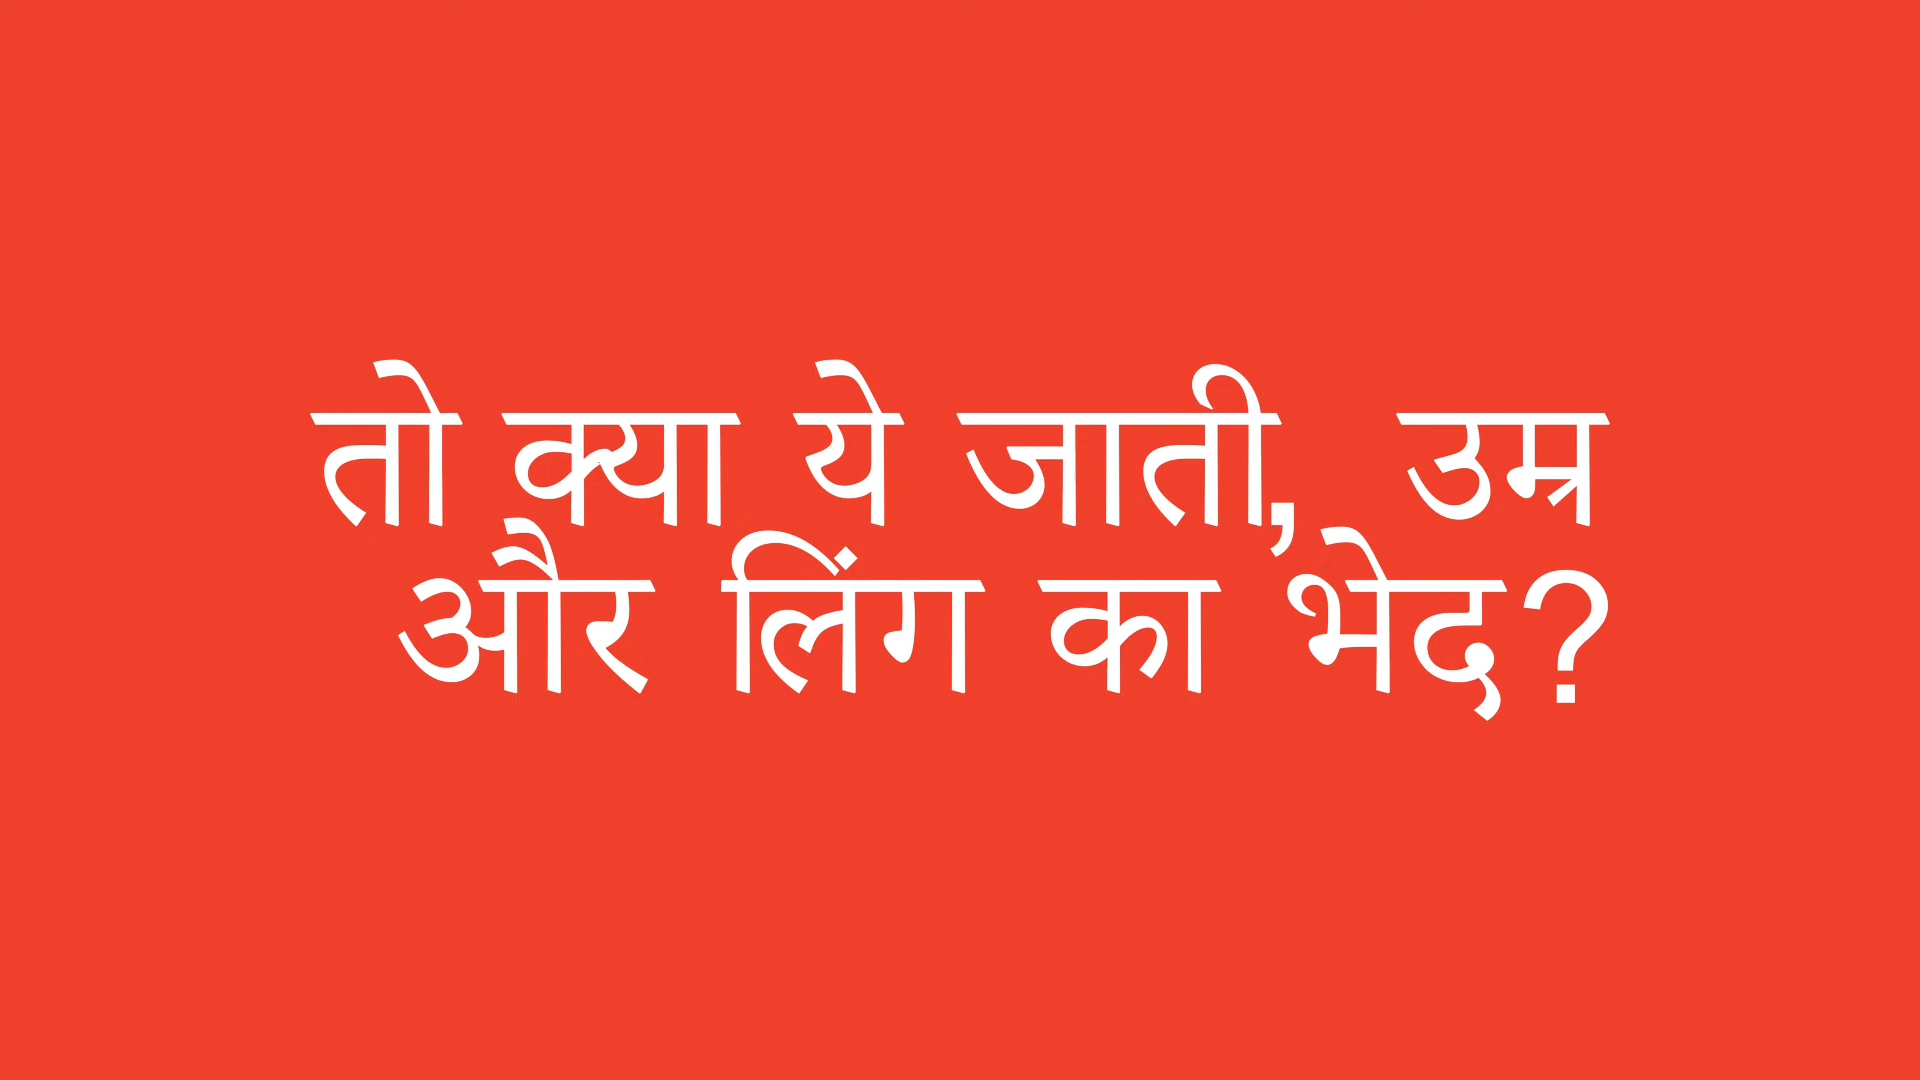 तो क्या ये जाती, उम्र
और लिंग का भेद?